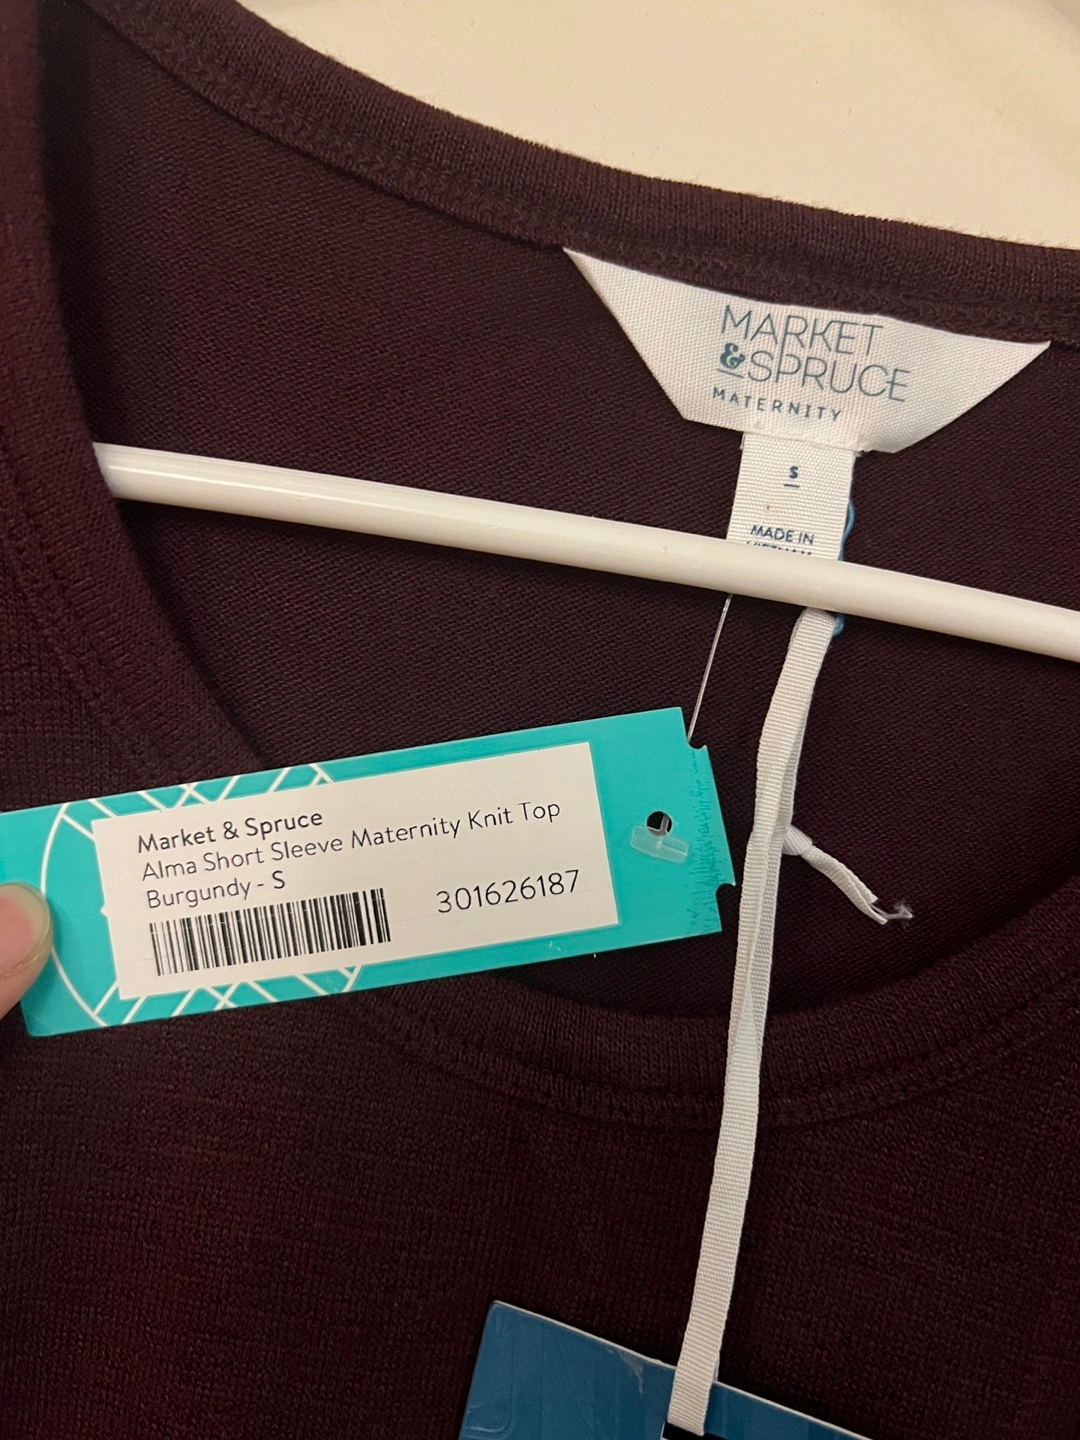 MARKET
&SPRUCE
MATERNITY
S
MADE IN
Market & Spruce
Alma Short Sleeve Maternity Knit Top
Burgundy - S
301626187